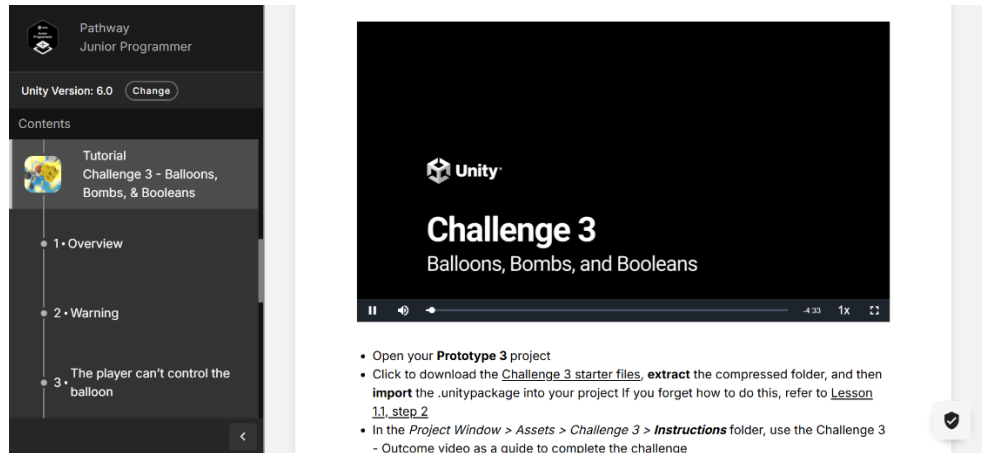 Pathway
Junior Programmer
Unity Version: 6.0
Change
Contents
Tutorial
Challenge 3 - Balloons,
Bombs, & Booleans
1 • Overview
2 • Warning
3 • The player can't control the
balloon
Unity
Challenge 3
Balloons, Bombs, and Booleans
-4:33
1x
• Open your Prototype 3 project
• Click to download the Challenge 3 starter files, extract the compressed folder, and then
import the .unitypackage into your project If you forget how to do this, refer to Lesson
1.1, step 2
• In the Project Window > Assets > Challenge 3 > Instructions folder, use the Challenge 3
- Outcome video as a guide to complete the challenge